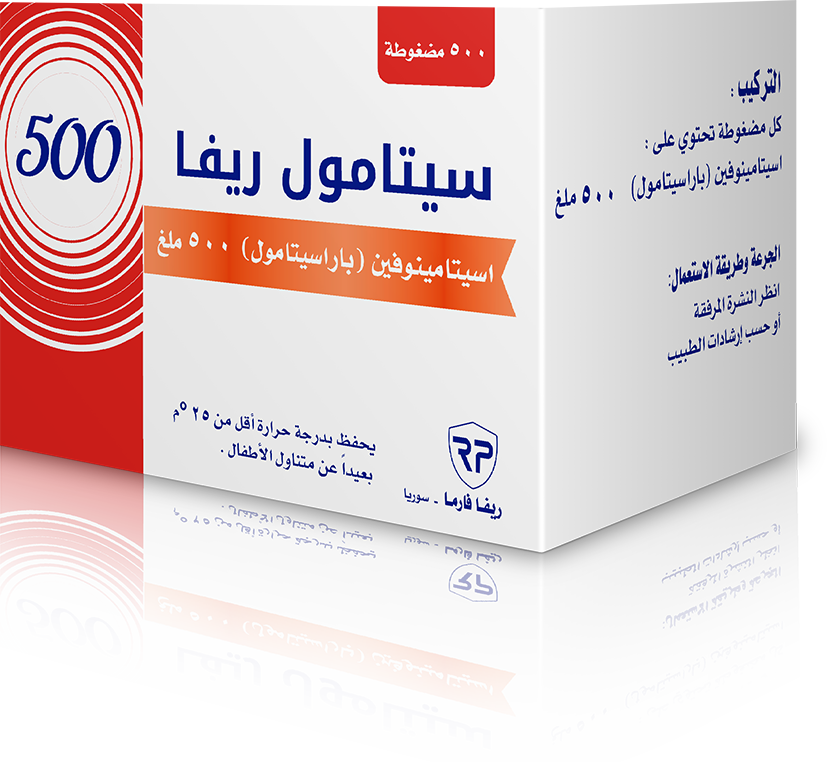 ٥٠٠ مضغوطة
500
سيتامول ريفا
اسيتامينوفين (باراسيتامول) ٥٠٠ ملغ
يحفظ بدرجة حرارة أقل من ٢٥ °م
بعيداً عن متناول الأطفال .
RP
ريفا فارما - سوريا
التركيب :
كل مضغوطة تحتوي على :
اسيتامينوفين (باراسيتامول) ٥٠٠ ملغ
الجرعة وطريقة الاستعمال:
انظر النشرة المرفقة
أو حسب إرشادات الطبيب